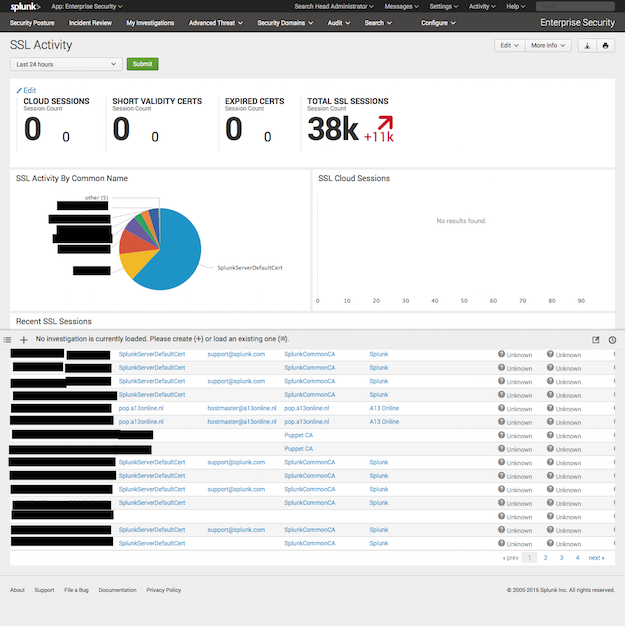 splunk> App: Enterprise Security Search Head Administrator Messages Settings Activity Help
Security Posture Incident Review My Investigations Advanced Threat Security Domains Audit Search Configure Enterprise Security
SSL Activity Edit More Info
Last 24 hours Submit
Edit
CLOUD SESSIONS SHORT VALIDITY CERTS EXPIRED CERTS TOTAL SSL SESSIONS
Session Count Session Count Session Count Session Count
0 0 0 0 0 0 38k +11k
SSL Activity By Common Name SSL Cloud Sessions
other (5)
No results found.
SplunkServerDefaultCert
0 10 20 30 40 50 60 70 80 90
Recent SSL Sessions
No investigation is currently loaded. Please create (+) or load an existing one (≡).
SplunkServerDefaultCert support@splunk.com SplunkCommonCA Splunk ? Unknown ? Unknown
SplunkServerDefaultCert SplunkCommonCA Splunk ? Unknown ? Unknown
SplunkServerDefaultCert support@splunk.com SplunkCommonCA Splunk ? Unknown ? Unknown
SplunkServerDefaultCert SplunkCommonCA Splunk ? Unknown ? Unknown
pop.a13online.nl hostmaster@a13online.nl pop.a13online.nl A13 Online ? Unknown ? Unknown
pop.a13online.nl hostmaster@a13online.nl pop.a13online.nl A13 Online ? Unknown ? Unknown
Puppet CA ? Unknown ? Unknown
Puppet CA ? Unknown ? Unknown
SplunkServerDefaultCert support@splunk.com SplunkCommonCA Splunk ? Unknown ? Unknown
SplunkServerDefaultCert SplunkCommonCA Splunk ? Unknown ? Unknown
SplunkServerDefaultCert support@splunk.com SplunkCommonCA Splunk ? Unknown ? Unknown
SplunkServerDefaultCert SplunkCommonCA Splunk ? Unknown ? Unknown
? Unknown ? Unknown
SplunkServerDefaultCert support@splunk.com SplunkCommonCA Splunk ? Unknown ? Unknown
SplunkServerDefaultCert SplunkCommonCA Splunk ? Unknown ? Unknown
« prev 1 2 3 4 next »
About Support File a Bug Documentation Privacy Policy © 2005-2016 Splunk Inc. All rights reserved.